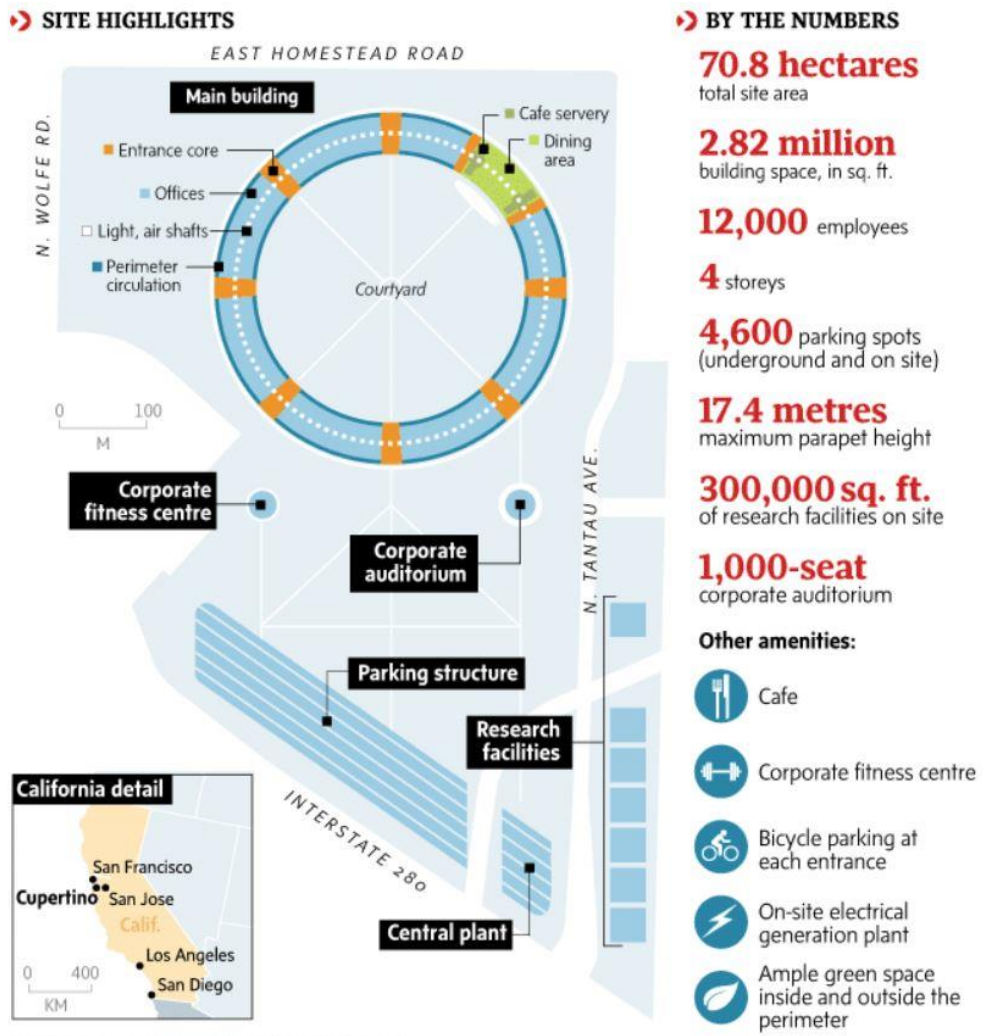 SITE HIGHLIGHTS
EAST HOMESTEAD ROAD
N. WOLFE RD.
Main building
Entrance core
Offices
Light, air shafts
Perimeter
circulation
Cafe servery
Dining
area
Courtyard
0 100
M
Corporate
fitness centre
Corporate
auditorium
N. TANTAU AVE.
Parking structure
Research
facilities
INTERSTATE 280
Central plant
California detail
San Francisco
Cupertino
San Jose
Calif.
Los Angeles
San Diego
0 400
KM
BY THE NUMBERS
70.8 hectares
total site area
2.82 million
building space, in sq. ft.
12,000 employees
4 storeys
4,600 parking spots
(underground and on site)
17.4 metres
maximum parapet height
300,000 sq. ft.
of research facilities on site
1,000-seat
corporate auditorium
Other amenities:
Cafe
Corporate fitness centre
Bicycle parking at
each entrance
On-site electrical
generation plant
Ample green space
inside and outside the
perimeter